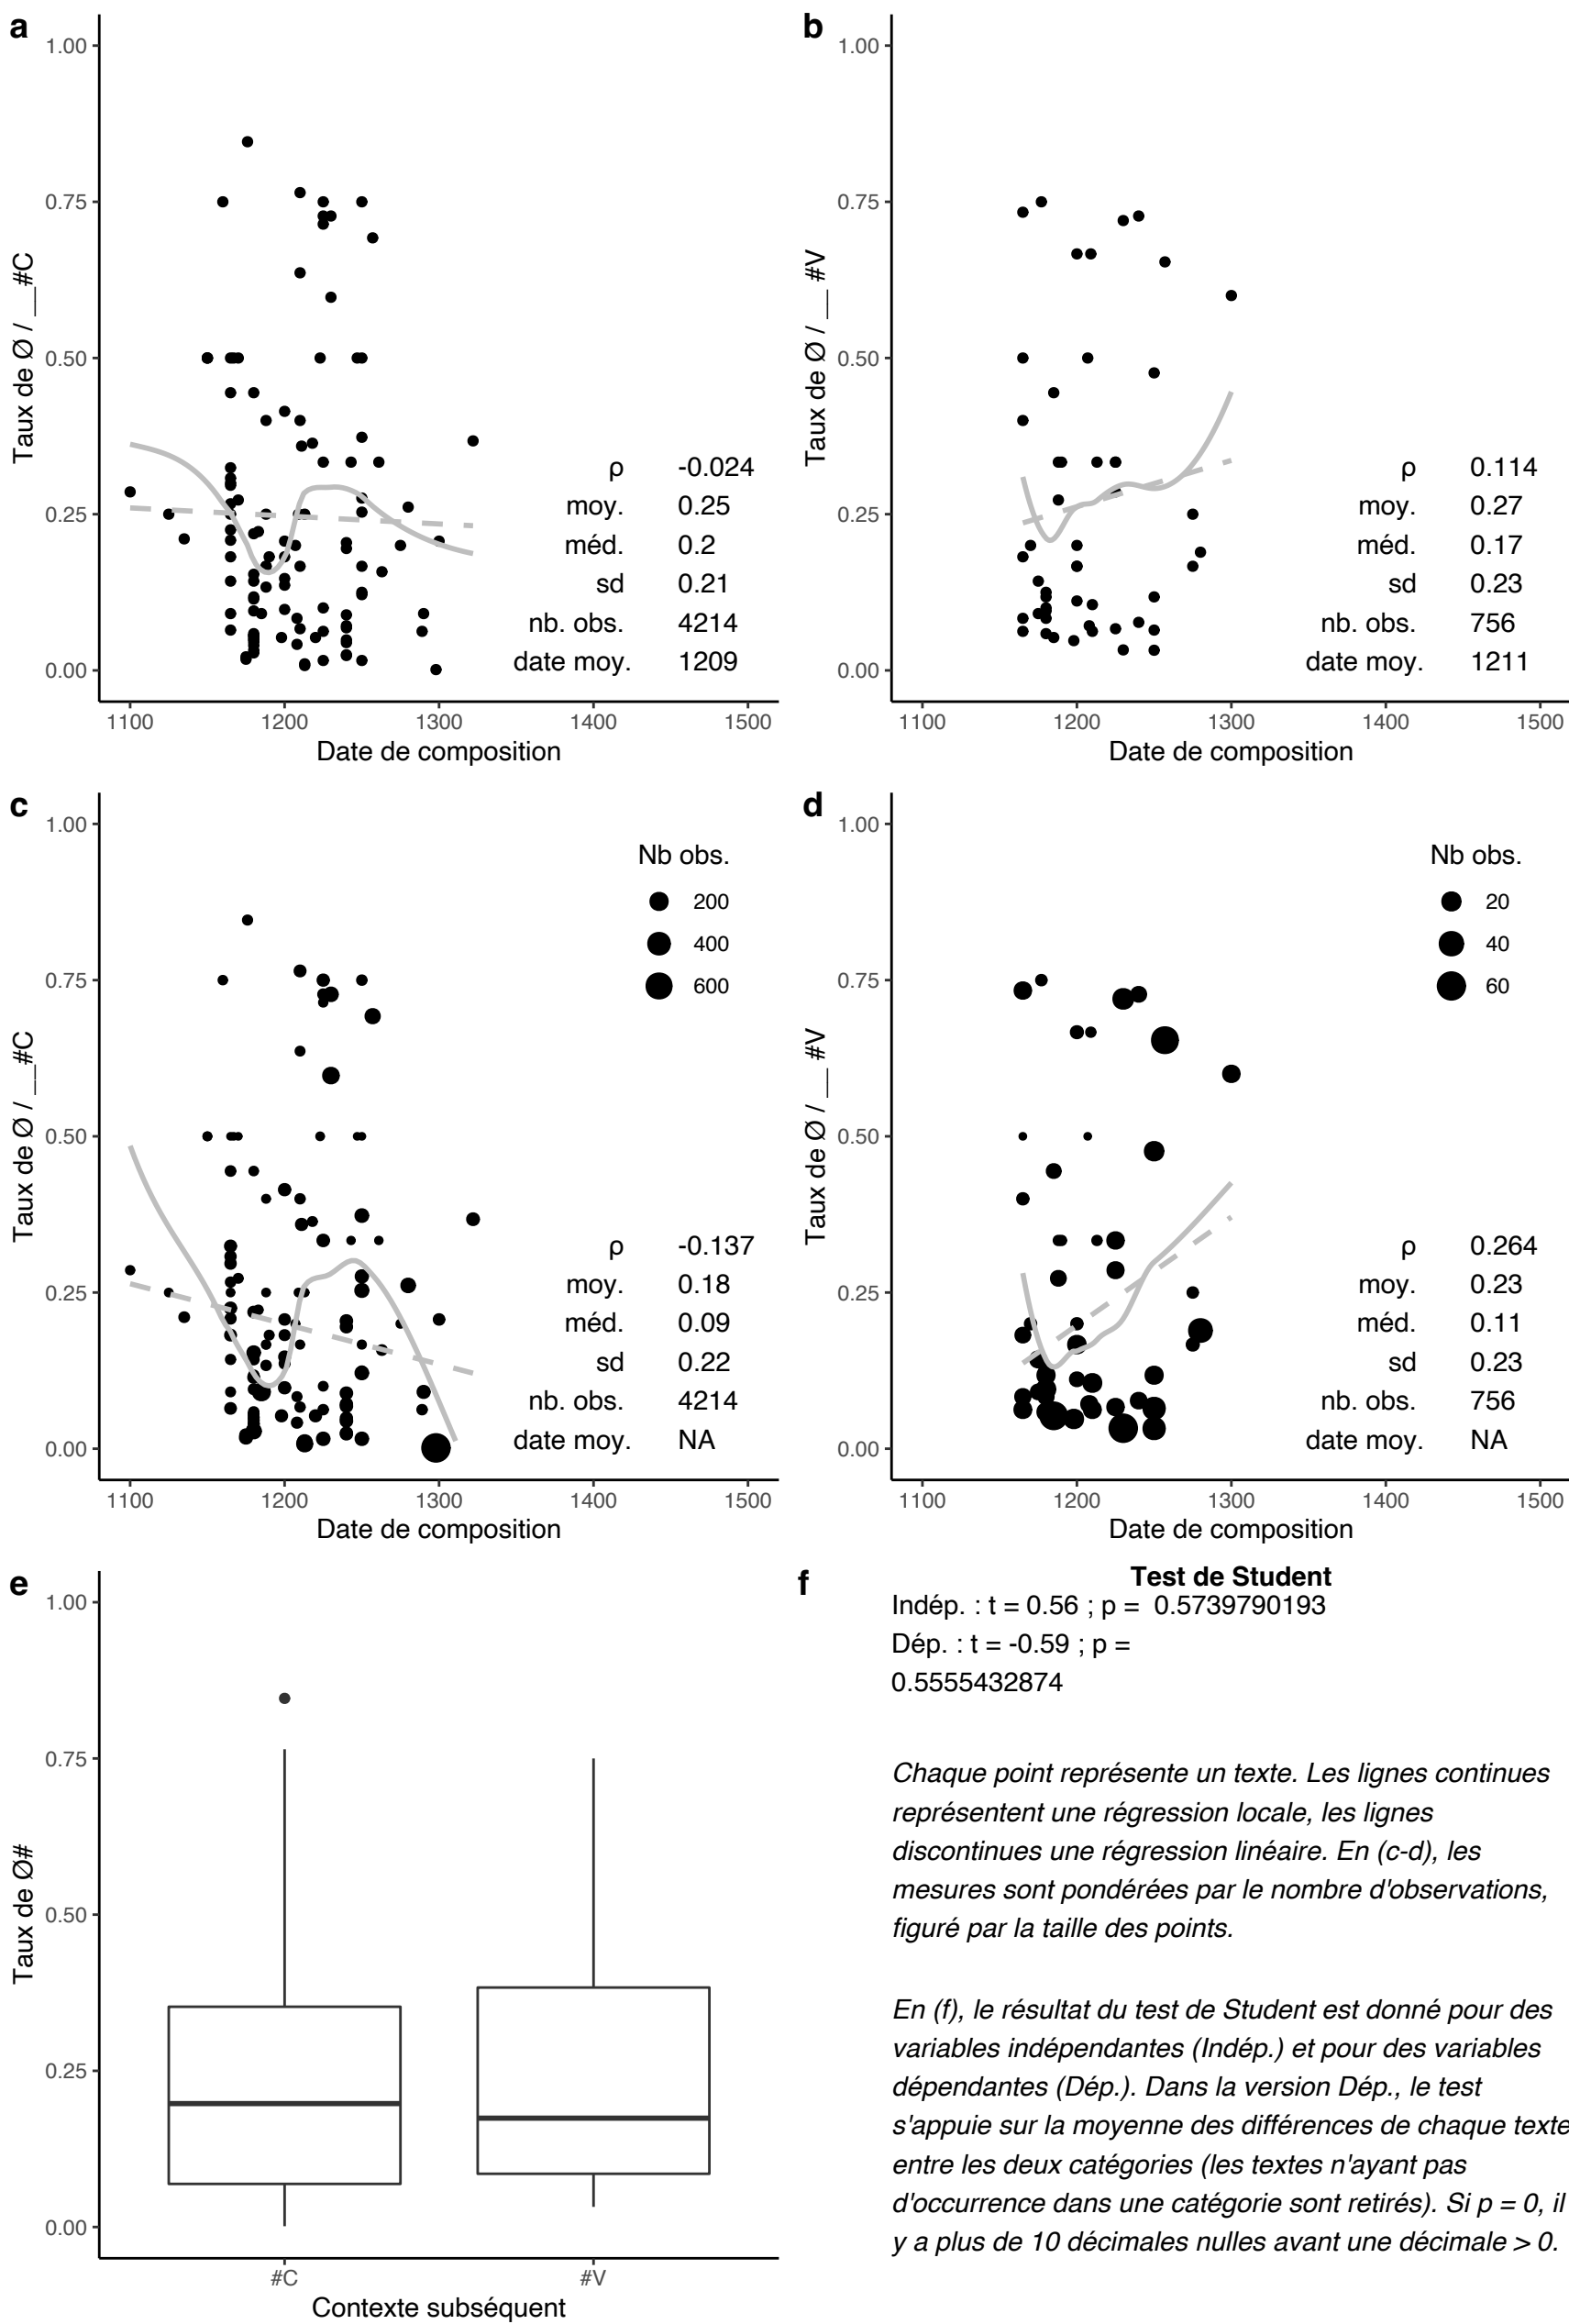 a
1.00
0.75
0.50
0.25
0.00
Taux de Ø / __#C
1100 1200 1300 1400 1500
Date de composition
ρ -0.024
moy. 0.25
méd. 0.2
sd 0.21
nb. obs. 4214
date moy. 1209
b
1.00
0.75
0.50
0.25
0.00
Taux de Ø / __#V
1100 1200 1300 1400 1500
Date de composition
ρ 0.114
moy. 0.27
méd. 0.17
sd 0.23
nb. obs. 756
date moy. 1211
c
1.00
0.75
0.50
0.25
0.00
Taux de Ø / __#C
1100 1200 1300 1400 1500
Date de composition
Nb obs.
200
400
600
ρ -0.137
moy. 0.18
méd. 0.09
sd 0.22
nb. obs. 4214
date moy. NA
d
1.00
0.75
0.50
0.25
0.00
Taux de Ø / __#V
1100 1200 1300 1400 1500
Date de composition
Nb obs.
20
40
60
ρ 0.264
moy. 0.23
méd. 0.11
sd 0.23
nb. obs. 756
date moy. NA
e
1.00
0.75
0.50
0.25
0.00
Taux de Ø#
#C #V
Contexte subséquent
f
Test de Student
Indép. : t = 0.56 ; p = 0.5739790193
Dép. : t = -0.59 ; p =
0.5555432874
Chaque point représente un texte. Les lignes continues
représentent une régression locale, les lignes
discontinues une régression linéaire. En (c-d), les
mesures sont pondérées par le nombre d'observations,
figuré par la taille des points.
En (f), le résultat du test de Student est donné pour des
variables indépendantes (Indép.) et pour des variables
dépendantes (Dép.). Dans la version Dép., le test
s'appuie sur la moyenne des différences de chaque texte
entre les deux catégories (les textes n'ayant pas
d'occurrence dans une catégorie sont retirés). Si p = 0, il
y a plus de 10 décimales nulles avant une décimale > 0.